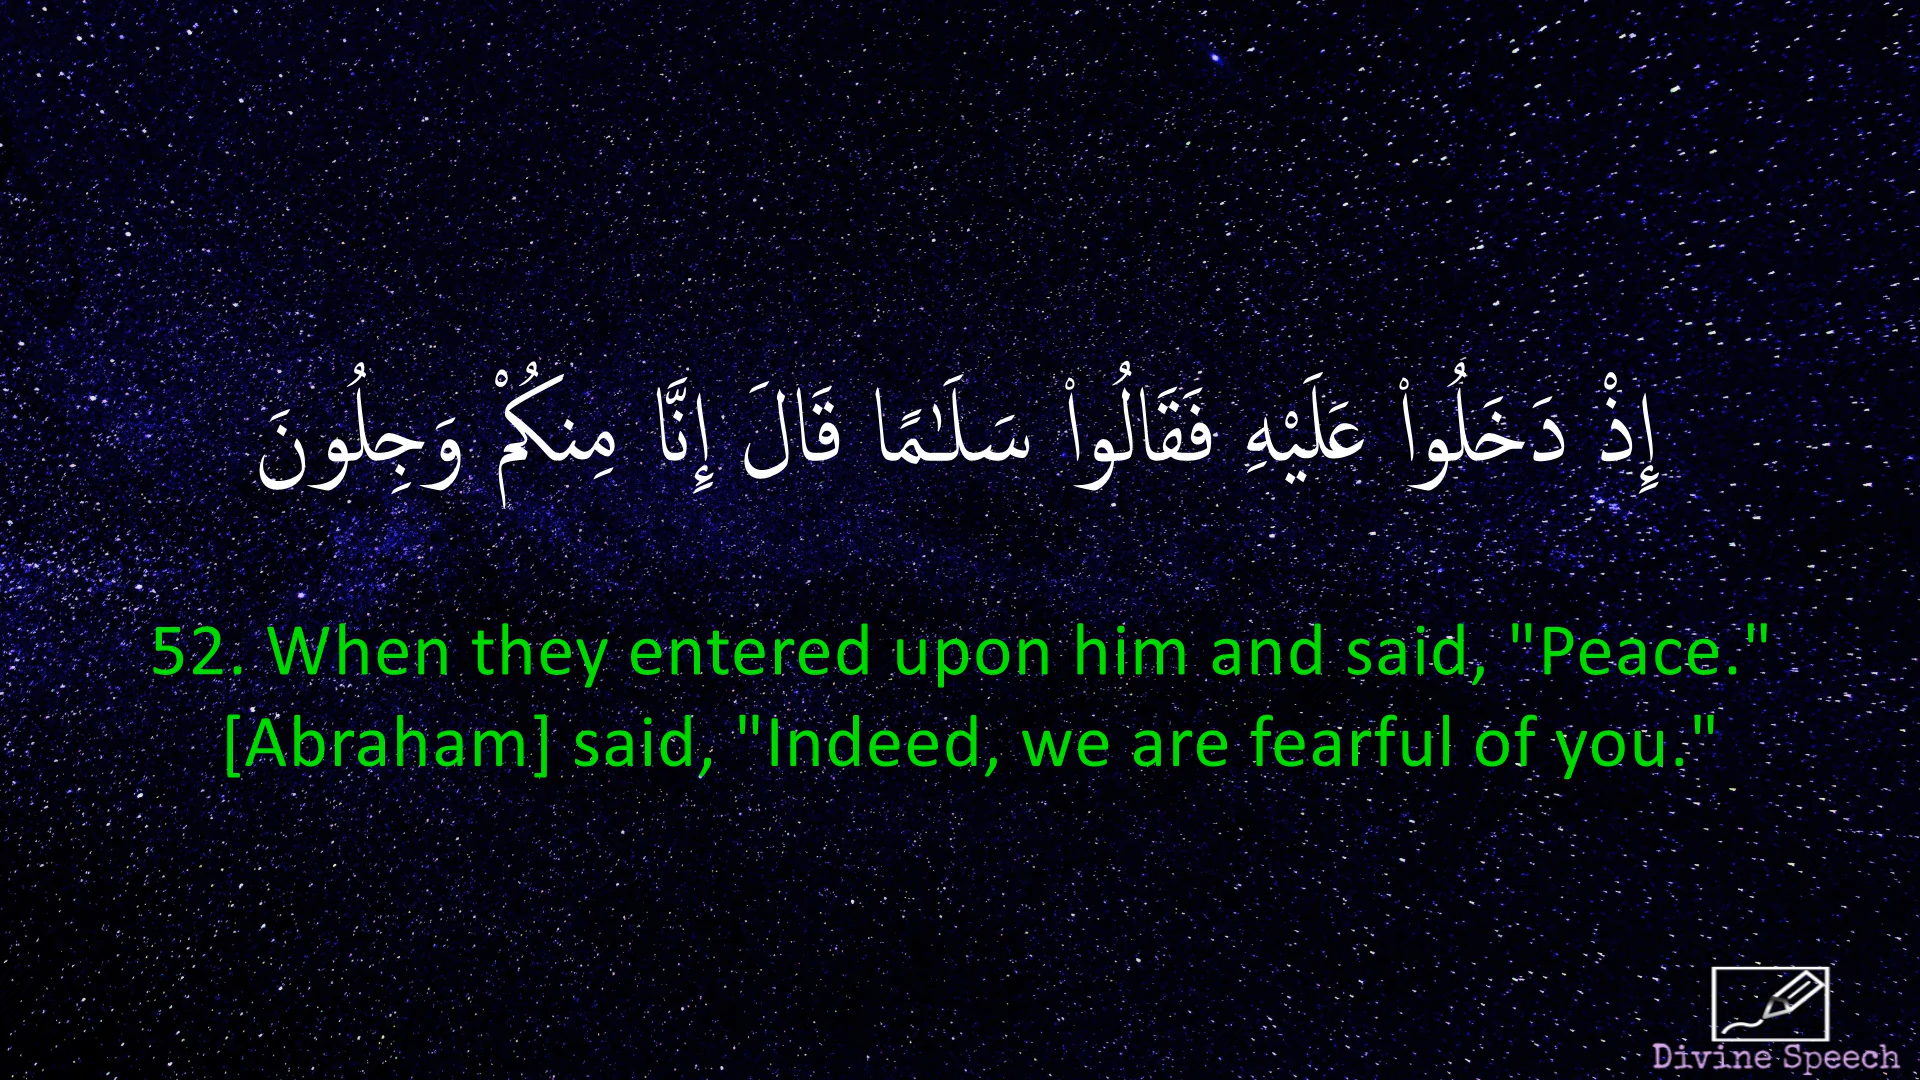 إِذْ دَخَلُوا۟ عَلَيْهِ فَقَالُوا۟ سَلَـٰمًا قَالَ إِنَّا مِنكُمْ وَجِلُونَ
52. When they entered upon him and said, "Peace."
[Abraham] said, "Indeed, we are fearful of you."
Divine Speech